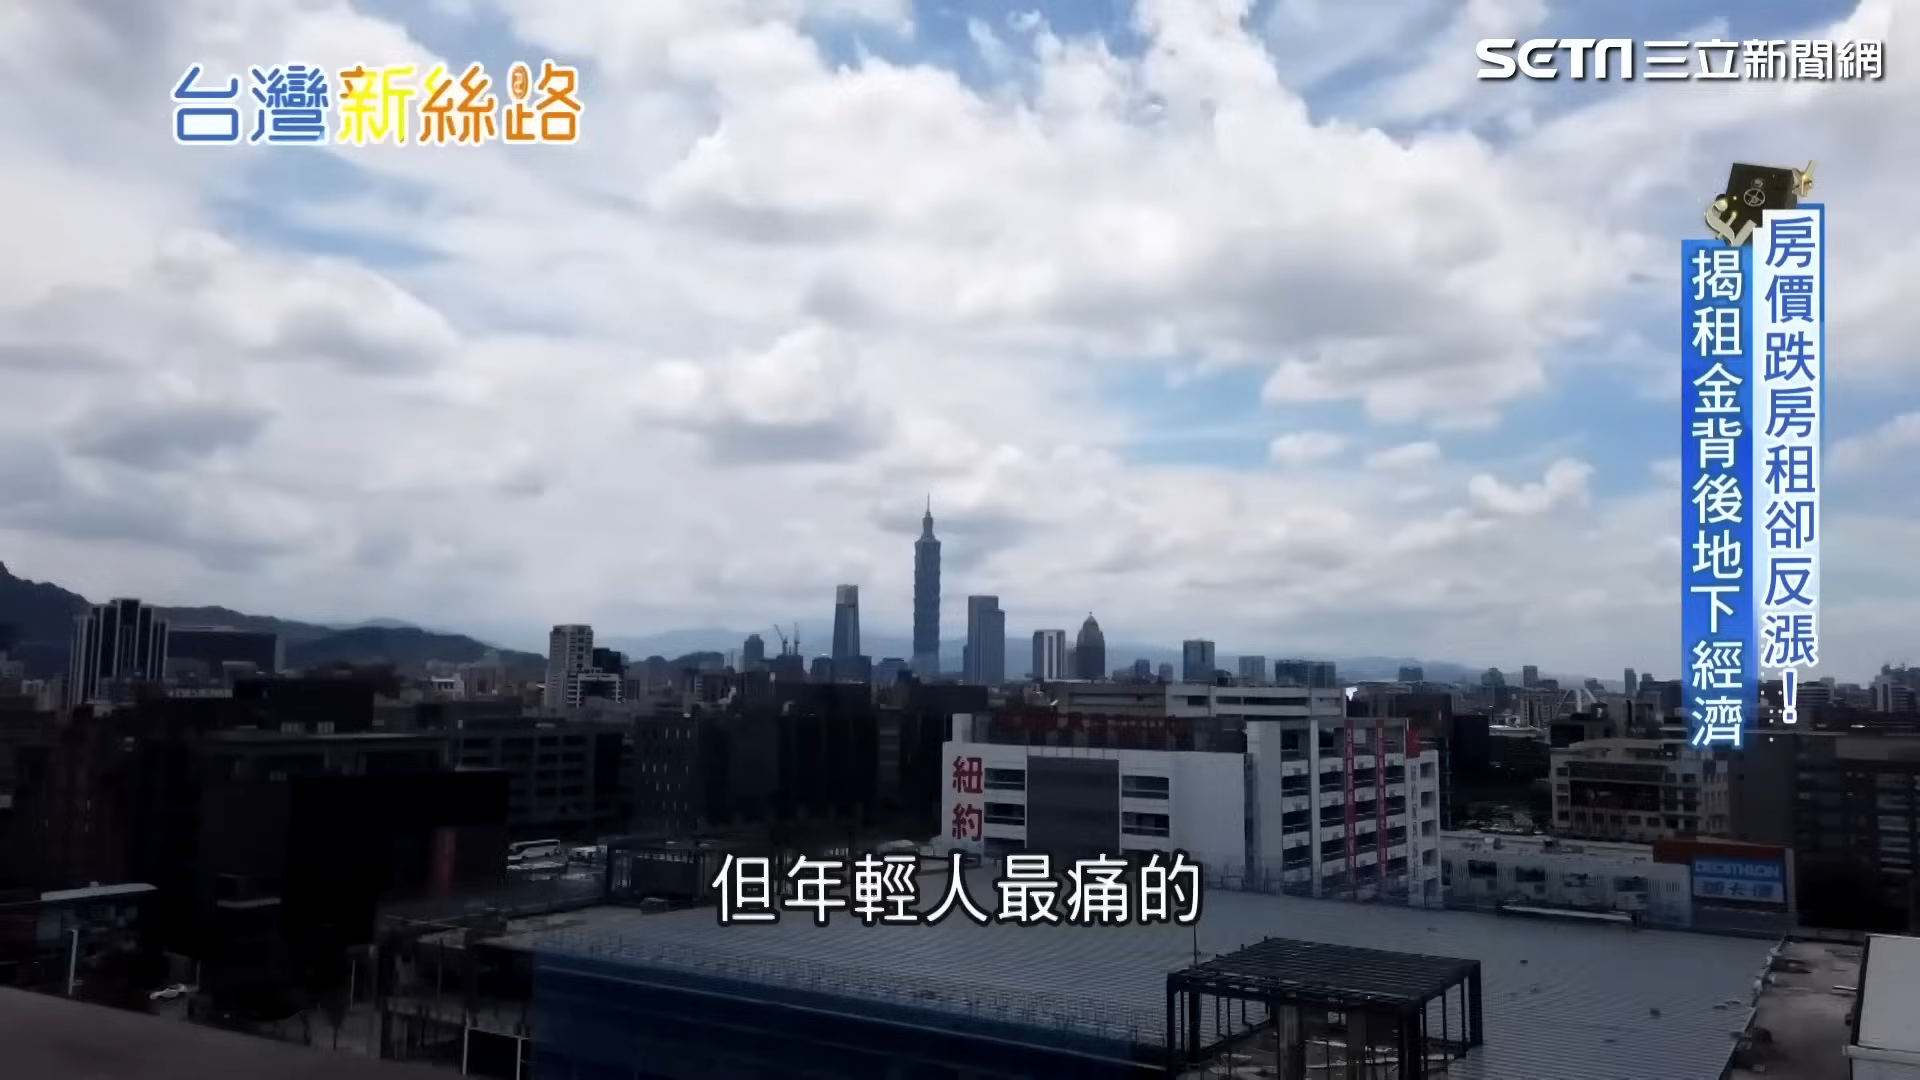 台灣新絲路
SETN三立新聞網
房價跌房租卻反漲！
揭租金背後地下經濟
紐約
DECATHLON
但年輕人最痛的